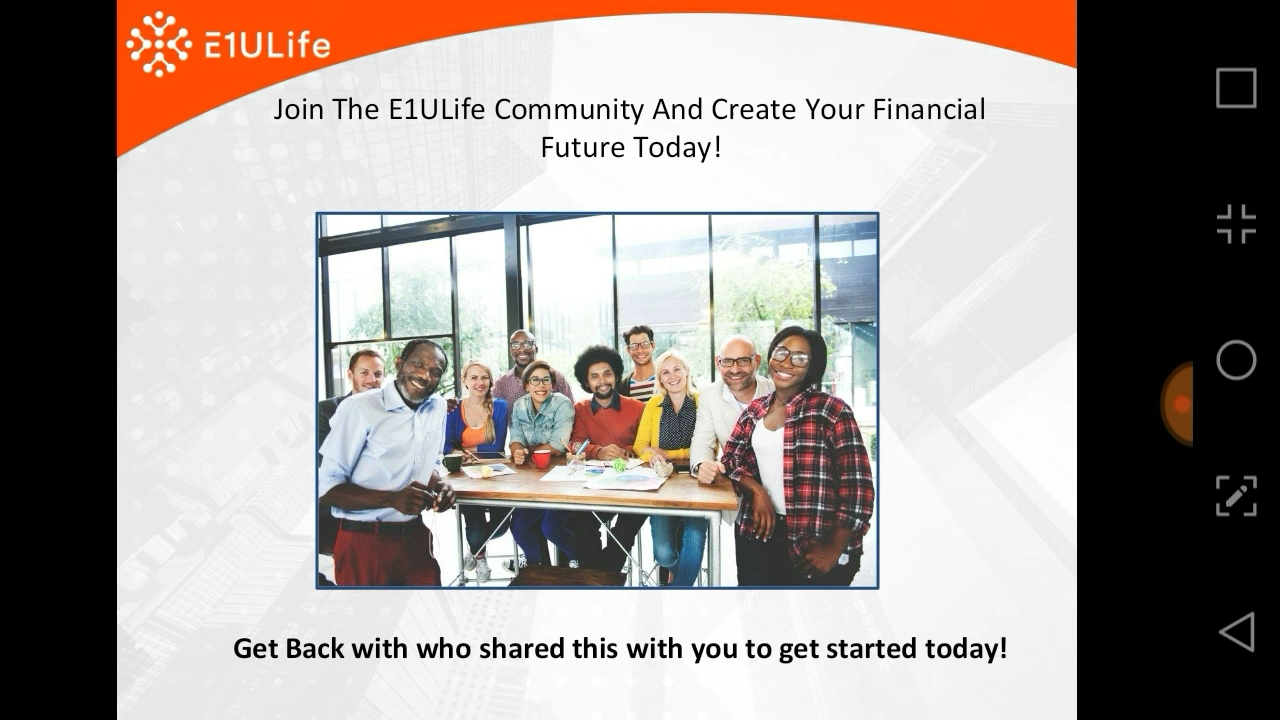 E1ULife
Join The E1ULife Community And Create Your Financial
Future Today!
Get Back with who shared this with you to get started today!